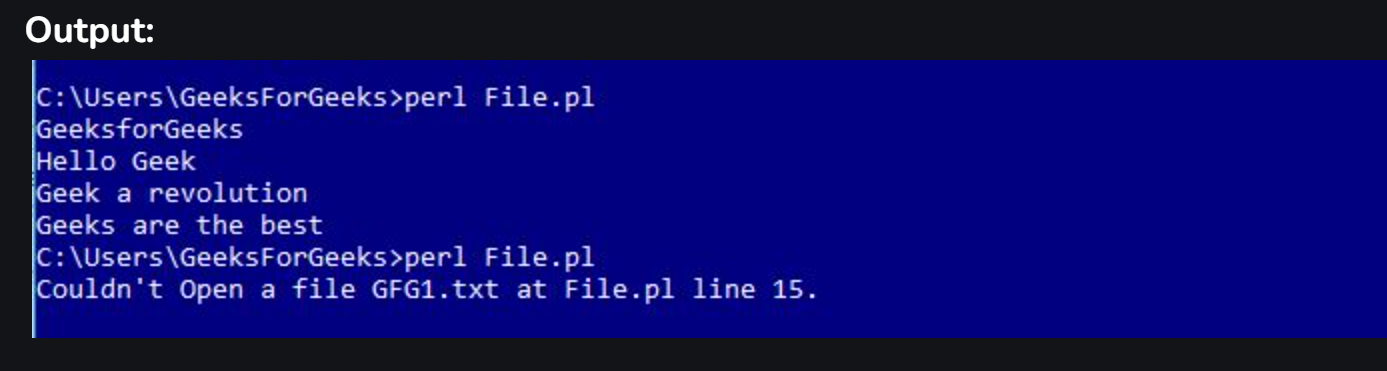 Output:
C:\Users\GeeksForGeeks>perl File.pl
GeeksforGeeks
Hello Geek
Geek a revolution
Geeks are the best
C:\Users\GeeksForGeeks>perl File.pl
Couldn't Open a file GFG1.txt at File.pl line 15.